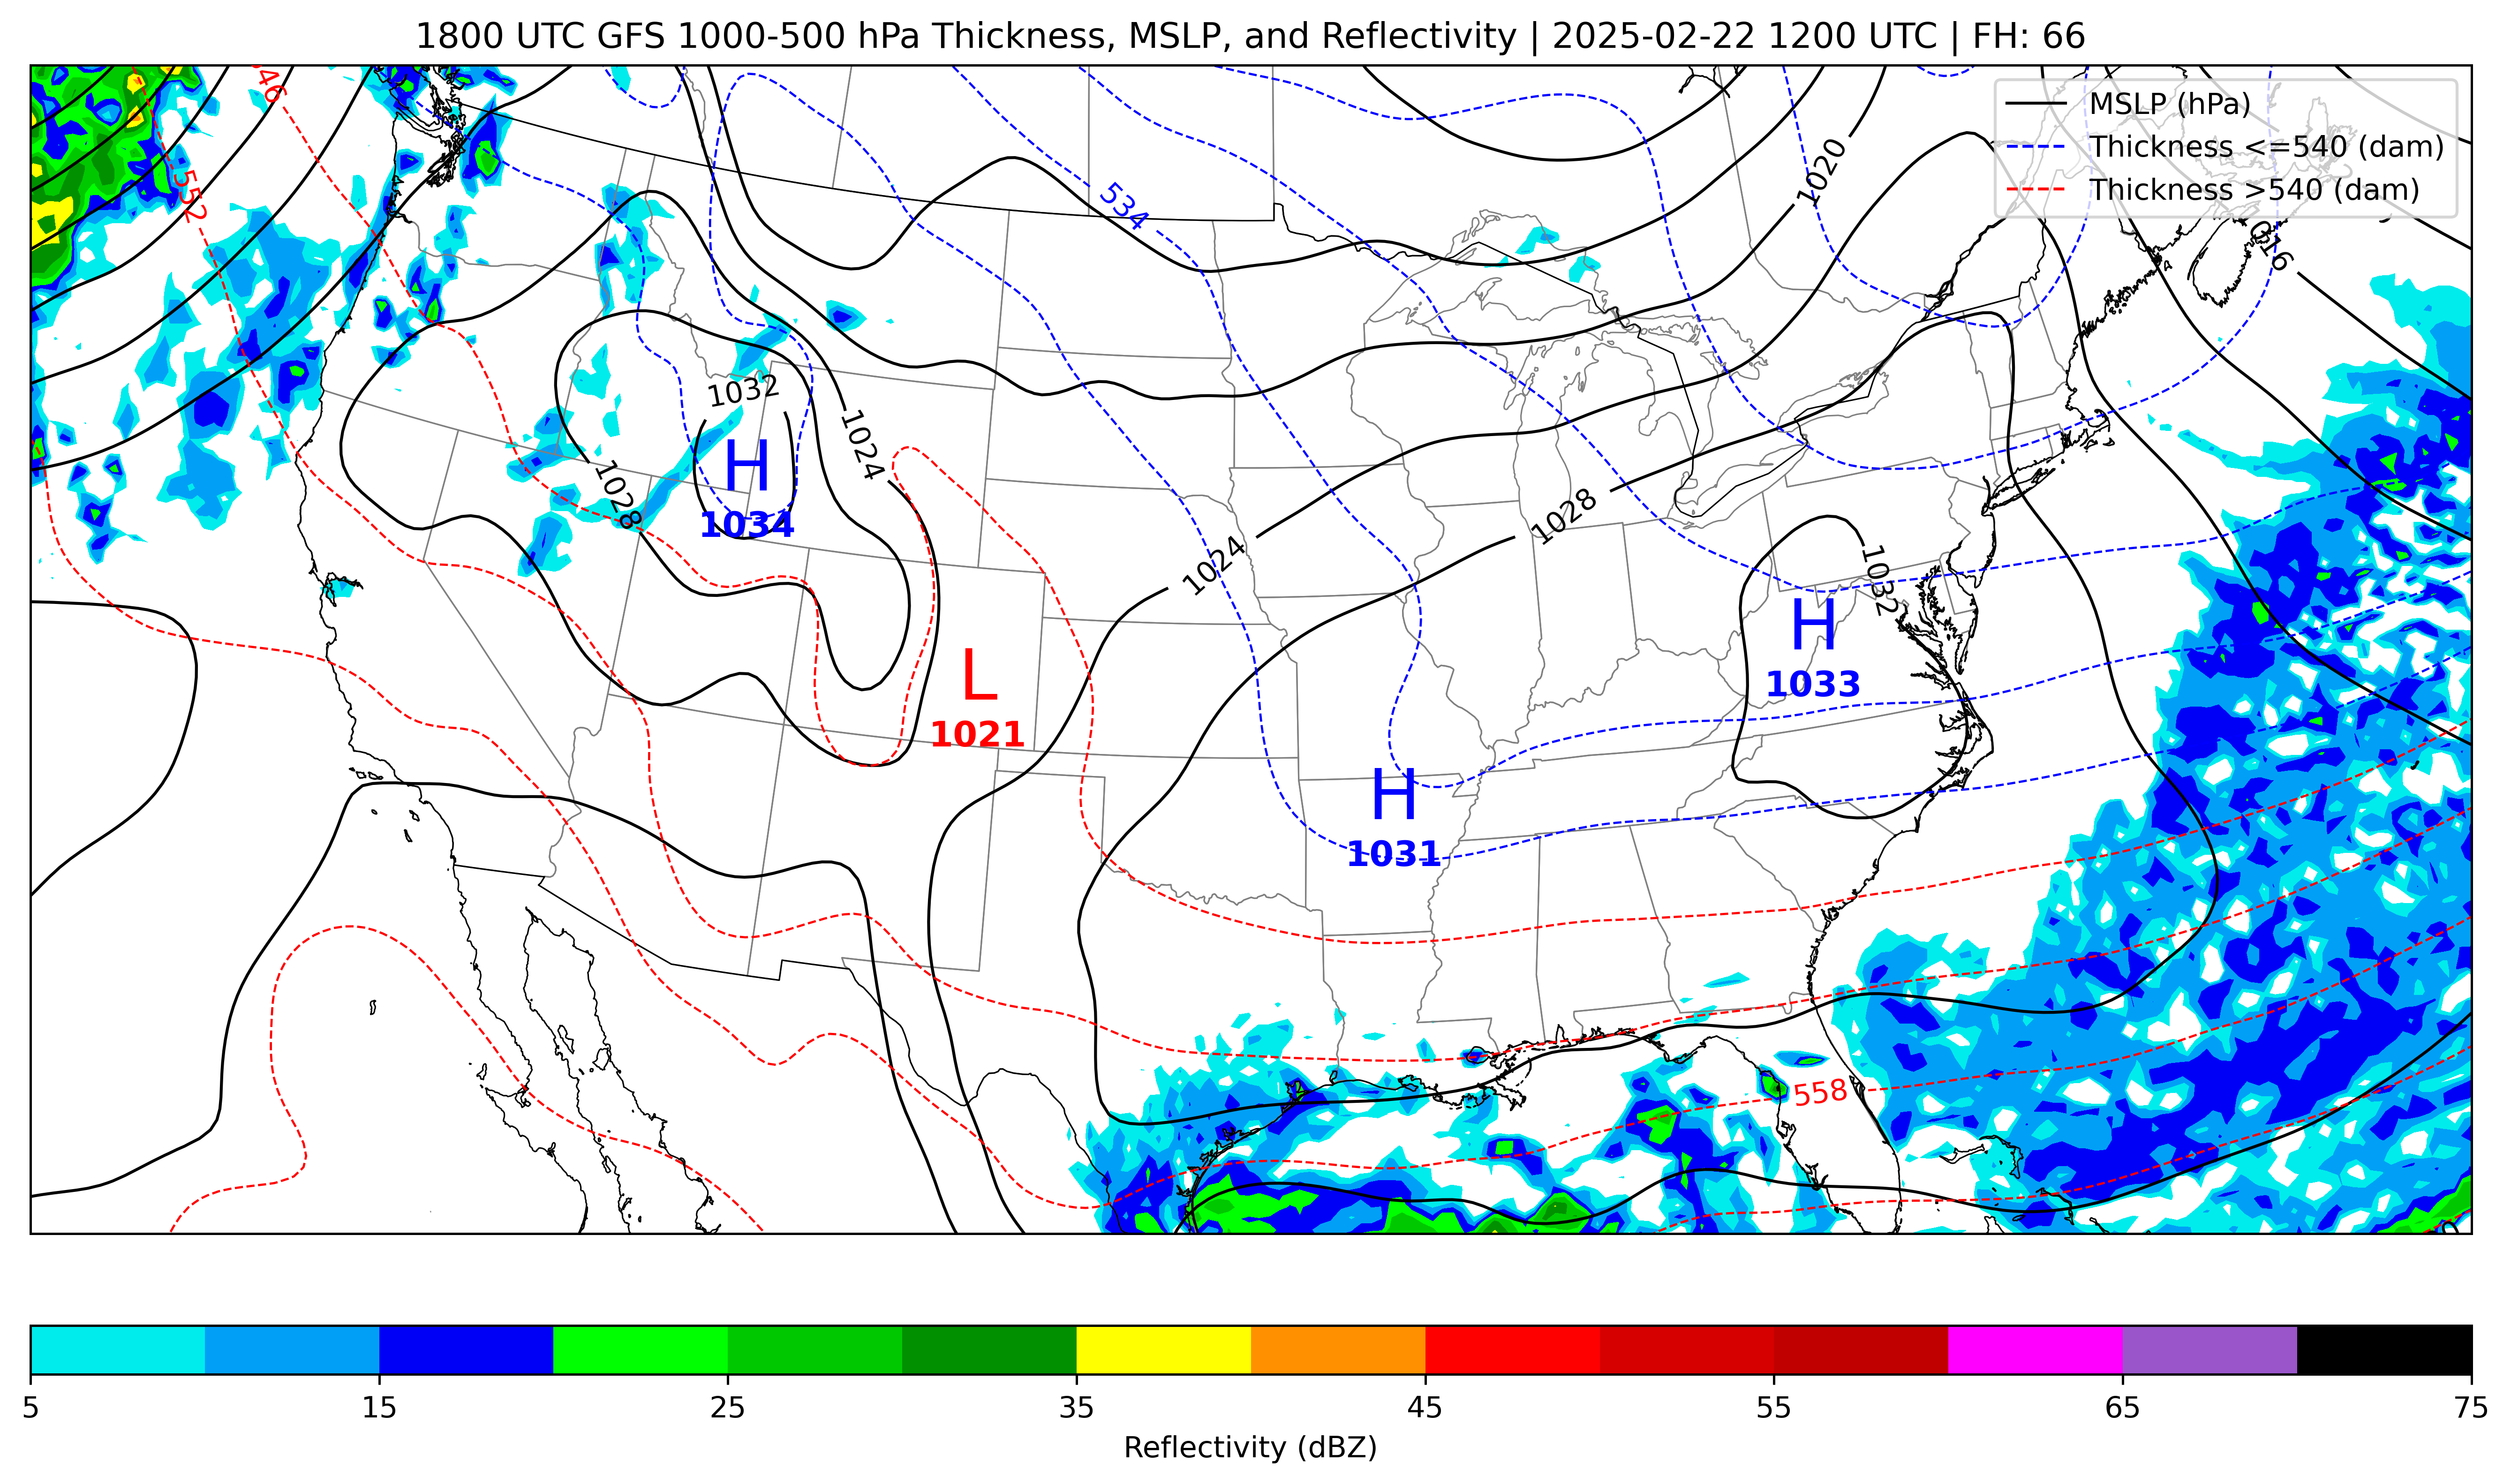 1800 UTC GFS 1000-500 hPa Thickness, MSLP, and Reflectivity | 2025-02-22 1200 UTC | FH: 66
MSLP (hPa)
Thickness <=540 (dam)
Thickness >540 (dam)
546
552
534
1020
1016
1032
H
1034
1024
1028
1024
1028
1032
H
1033
L
1021
H
1031
558
5 15 25 35 45 55 65 75
Reflectivity (dBZ)